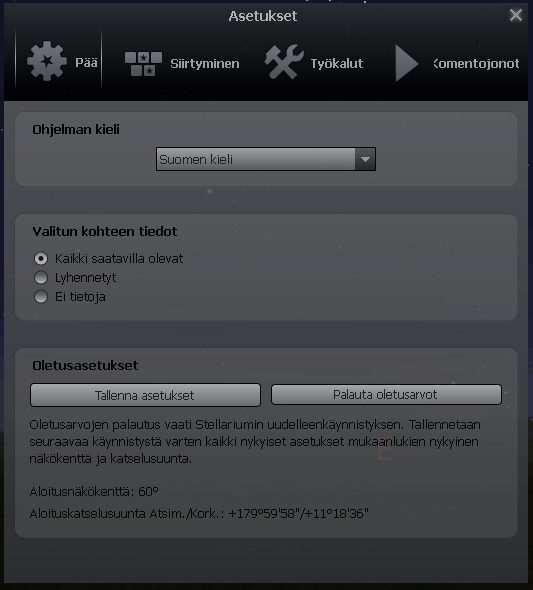 Asetukset
Pää
Siirtyminen
Työkalut
Komentojonot
Ohjelman kieli
Suomen kieli
Valitun kohteen tiedot
Kaikki saatavilla olevat
Lyhennetyt
Ei tietoja
Oletusasetukset
Tallenna asetukset
Palauta oletusarvot
Oletusarvojen palautus vaati Stellariumin uudelleenkäynnistyksen. Tallennetaan
seuraavaa käynnistystä varten kaikki nykyiset asetukset mukaanlukien nykyinen
näkökenttä ja katselusuunta.
Aloitusnäkökenttä: 60°
Aloituskatselusuunta Atsim./Kork.: +179°59'58"/+11°18'36"